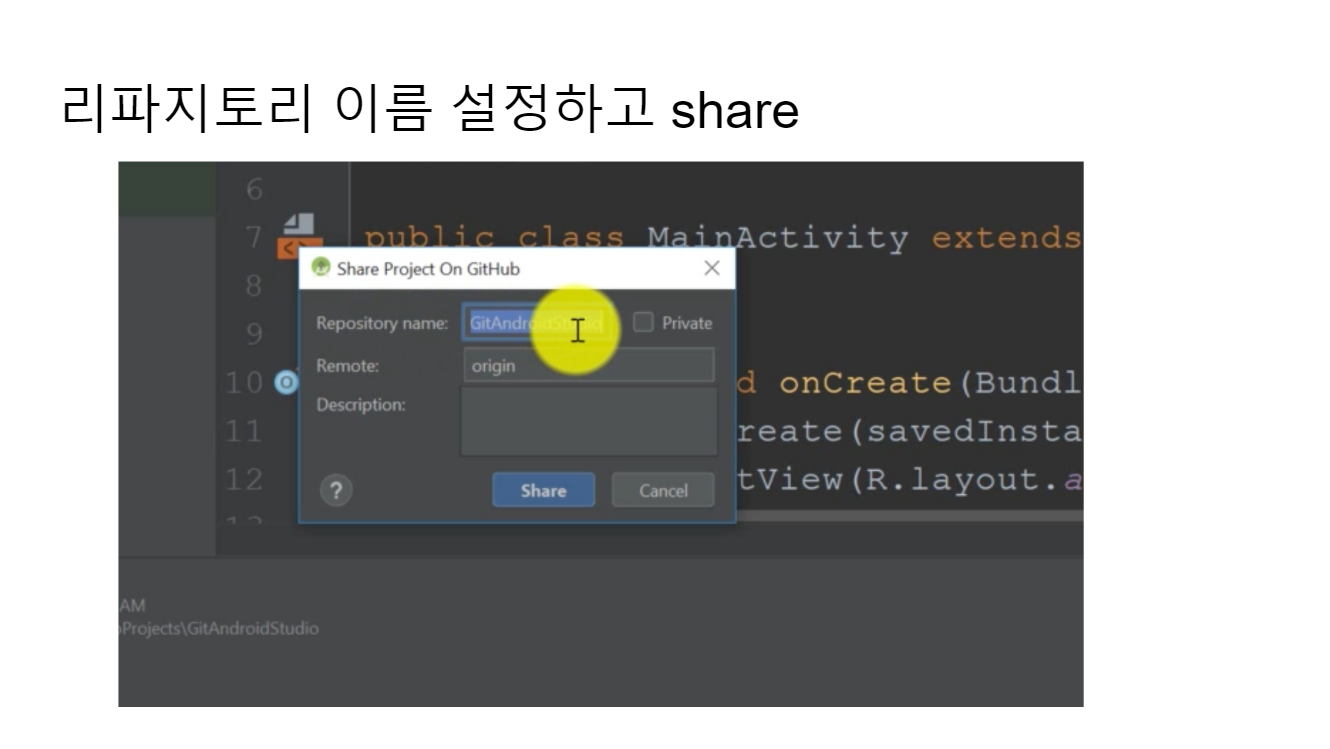 리파지토리 이름 설정하고 share
6
7 public class MainActivity extends
Share Project On GitHub
8
Repository name: GitAndroidStudio Private
9
Remote: origin
10 d onCreate(Bundl
Description:
11 reate(savedInsta
12 tView(R.layout.a
? Share Cancel
AM
Projects\GitAndroidStudio